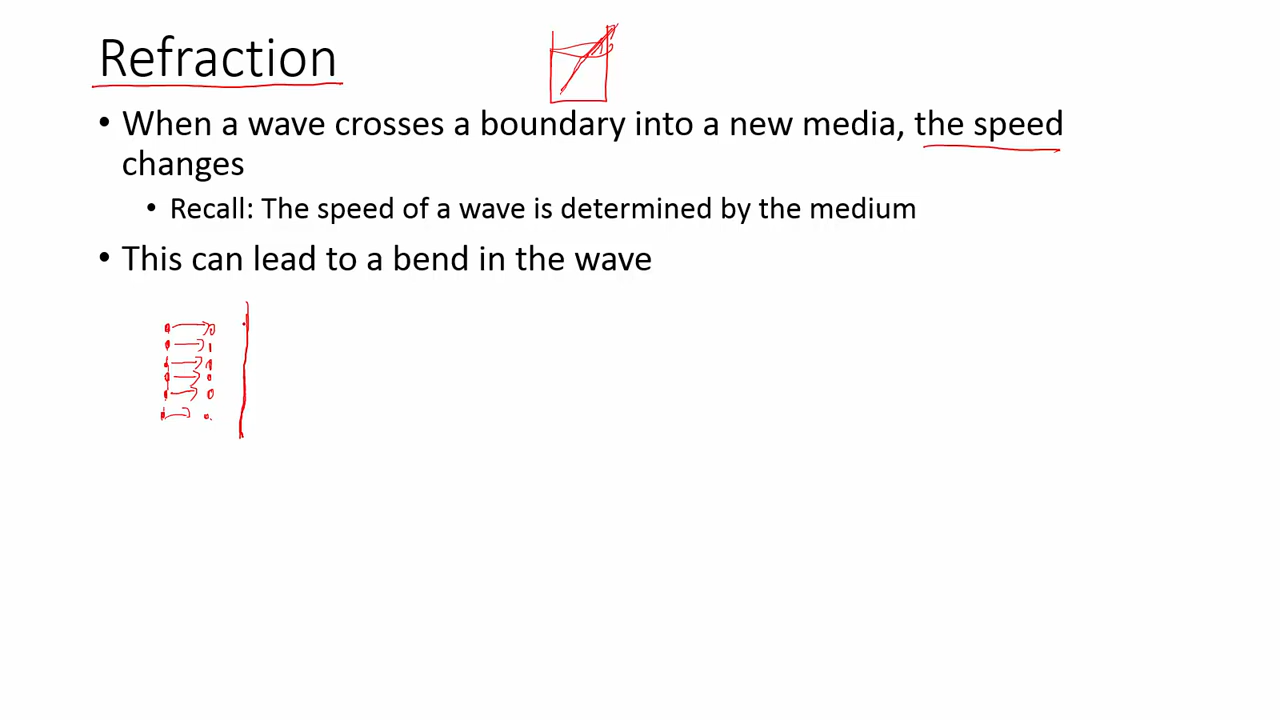 Refraction
• When a wave crosses a boundary into a new media, the speed
changes
• Recall: The speed of a wave is determined by the medium
• This can lead to a bend in the wave